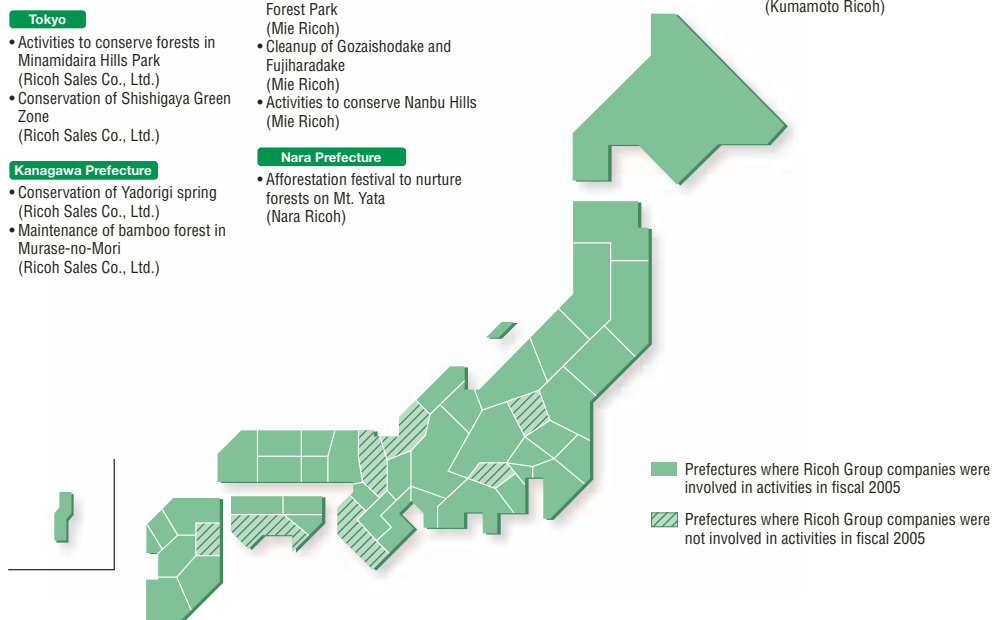 Tokyo
• Activities to conserve forests in
Minamidaira Hills Park
(Ricoh Sales Co., Ltd.)
• Conservation of Shishigaya Green
Zone
(Ricoh Sales Co., Ltd.)
Kanagawa Prefecture
• Conservation of Yadorigi spring
(Ricoh Sales Co., Ltd.)
• Maintenance of bamboo forest in
Murase-no-Mori
(Ricoh Sales Co., Ltd.)
Forest Park
(Mie Ricoh)
• Cleanup of Gozaishodake and
Fujiharadake
(Mie Ricoh)
• Activities to conserve Nanbu Hills
(Mie Ricoh)
Nara Prefecture
• Afforestation festival to nurture
forests on Mt. Yata
(Nara Ricoh)
(Kumamoto Ricoh)
Prefectures where Ricoh Group companies were
involved in activities in fiscal 2005
Prefectures where Ricoh Group companies were
not involved in activities in fiscal 2005